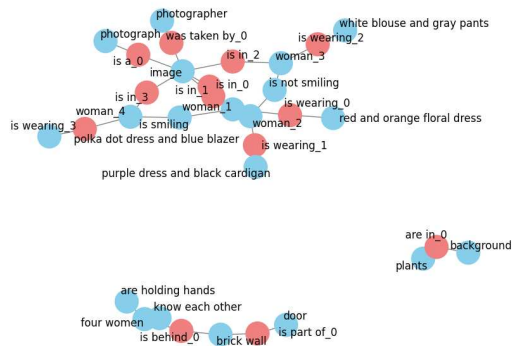 photographer
photograph
was taken by_0
white blouse and gray pants
is wearing_2
is a_0
is in_2
woman_3
image
is in_0
is not smiling
is in_1
is in_3
is wearing_0
woman_1
woman_4
is wearing_3
is smiling
woman_2
red and orange floral dress
polka dot dress and blue blazer
is wearing_1
purple dress and black cardigan
are in_0
background
plants
are holding hands
know each other
door
four women
is part of_0
is behind_0
brick wall